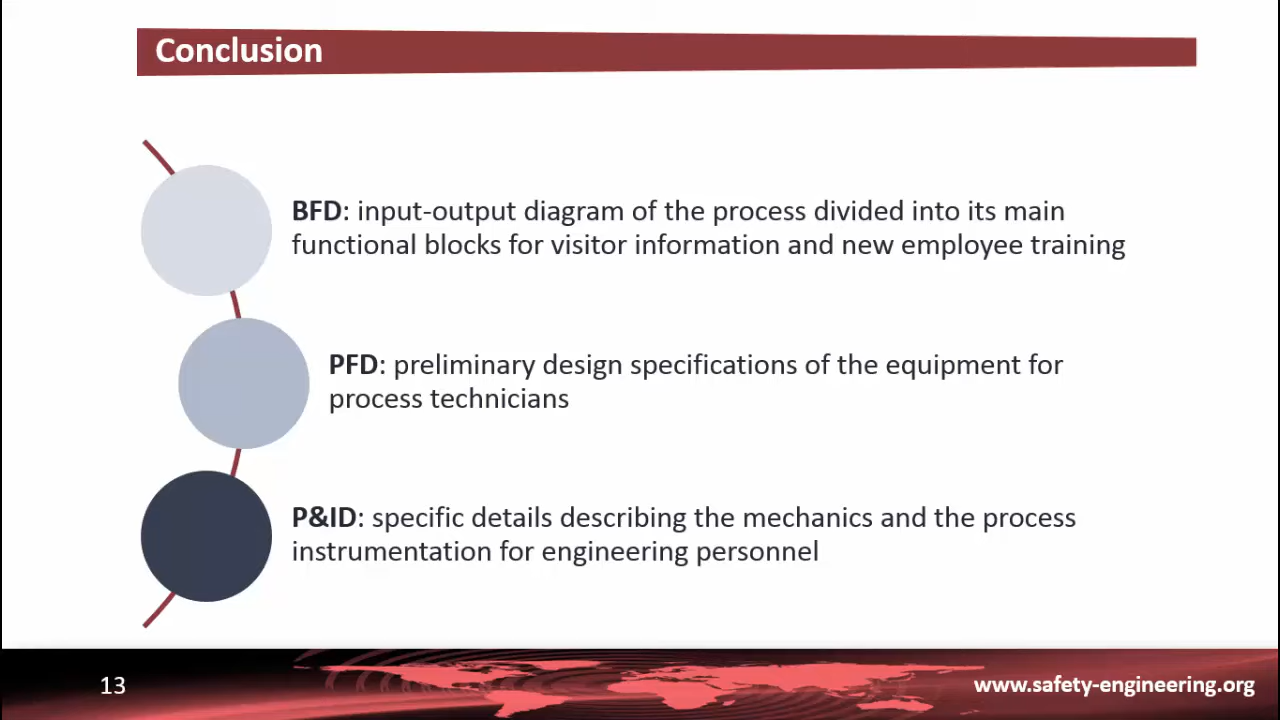 Conclusion
BFD: input-output diagram of the process divided into its main
functional blocks for visitor information and new employee training
PFD: preliminary design specifications of the equipment for
process technicians
P&ID: specific details describing the mechanics and the process
instrumentation for engineering personnel
13
www.safety-engineering.org